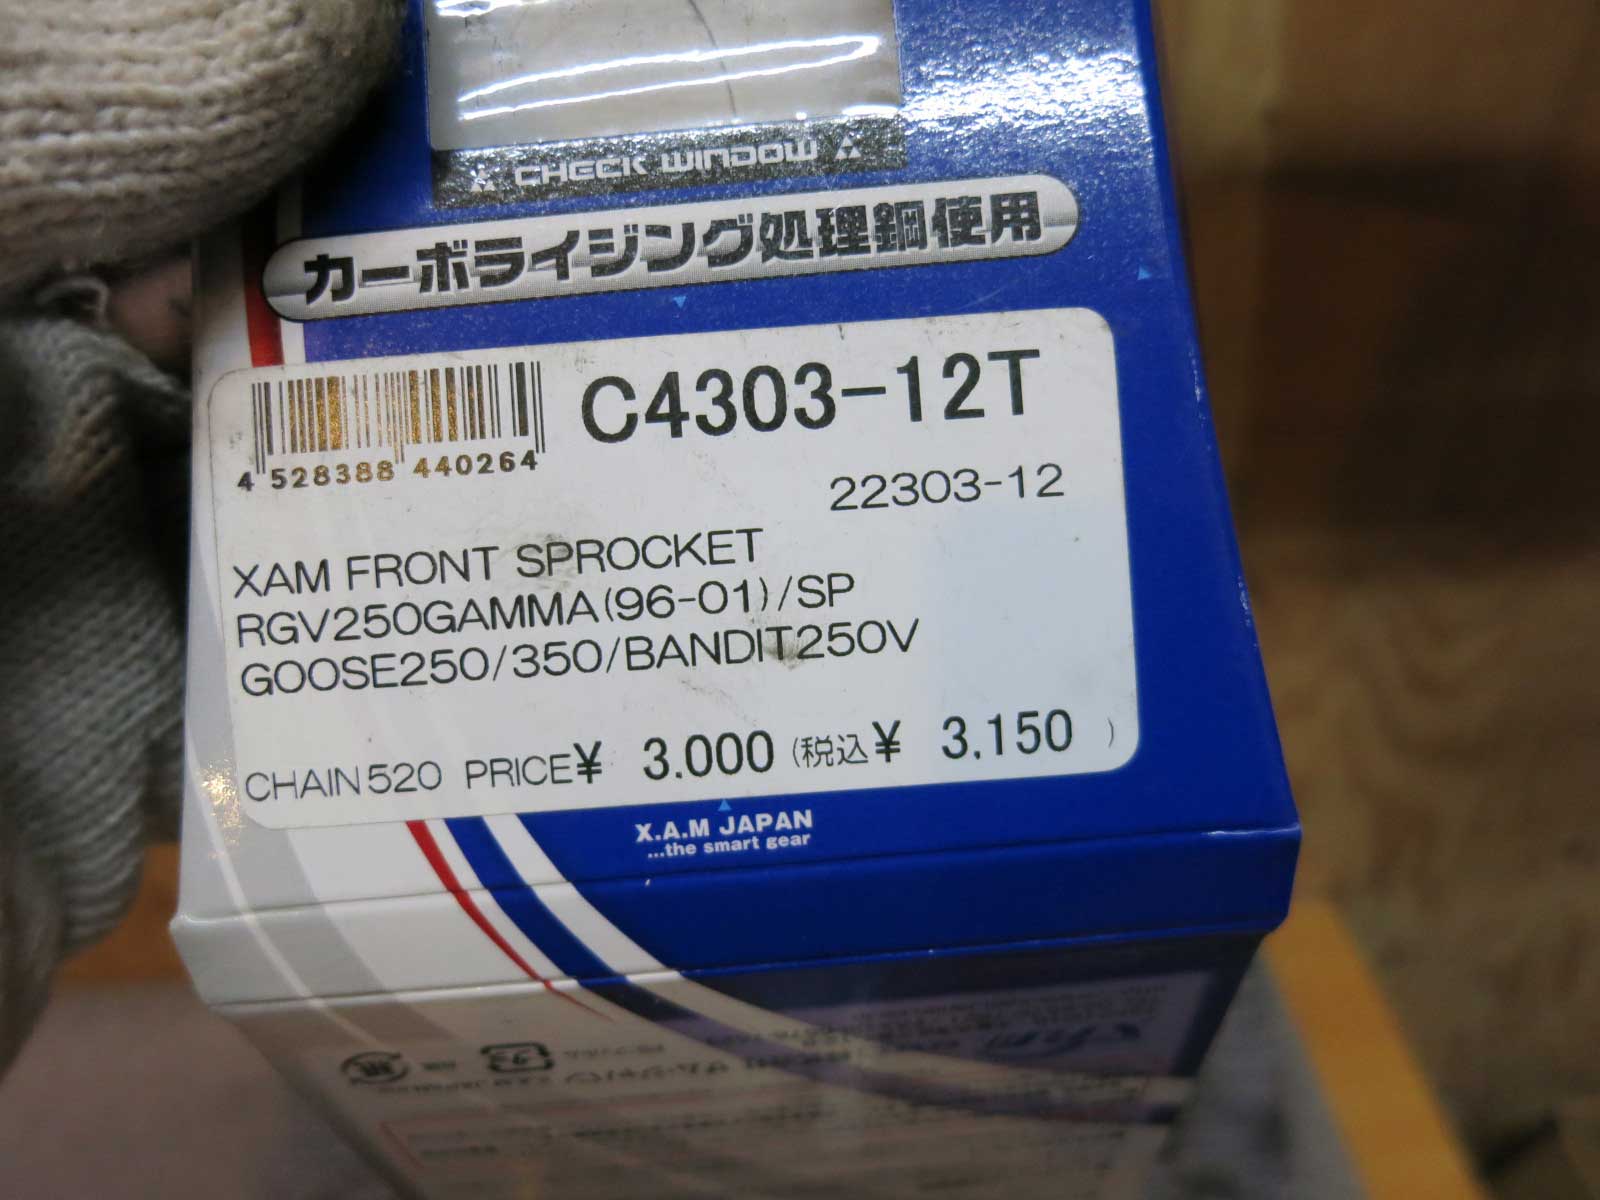 CHECK WINDOW
カーボライジング処理鋼使用
C4303-12T
4 528388 440264
22303-12
XAM FRONT SPROCKET
RGV250GAMMA(96-01)/SP
GOOSE250/350/BANDIT250V
CHAIN520 PRICE¥ 3.000 (税込¥ 3.150 )
X.A.M JAPAN
...the smart gear